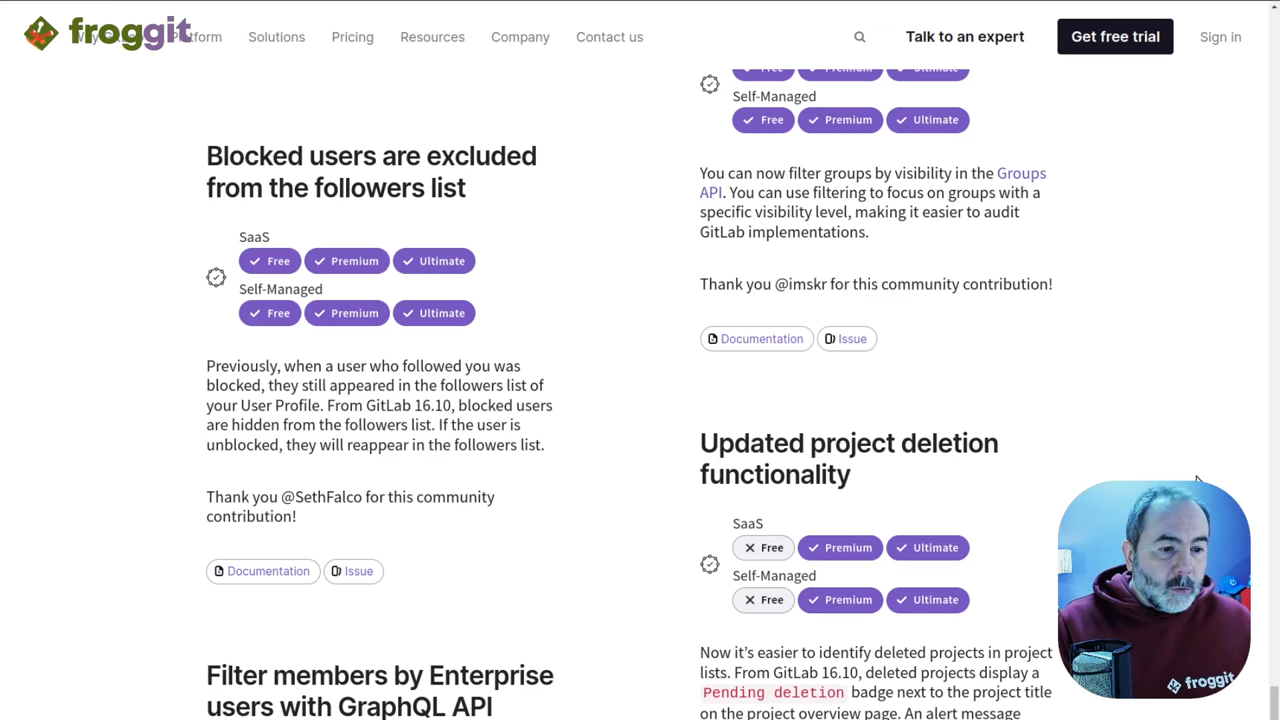 froggit
Platform
Solutions
Pricing
Resources
Company
Contact us
Talk to an expert
Get free trial
Sign in
Blocked users are excluded
from the followers list
SaaS
Free
Premium
Ultimate
Self-Managed
Free
Premium
Ultimate
Previously, when a user who followed you was
blocked, they still appeared in the followers list of
your User Profile. From GitLab 16.10, blocked users
are hidden from the followers list. If the user is
unblocked, they will reappear in the followers list.
Thank you @SethFalco for this community
contribution!
Documentation
Issue
Filter members by Enterprise
users with GraphQL API
Free
Premium
Ultimate
Self-Managed
Free
Premium
Ultimate
You can now filter groups by visibility in the Groups
API. You can use filtering to focus on groups with a
specific visibility level, making it easier to audit
GitLab implementations.
Thank you @imskr for this community contribution!
Documentation
Issue
Updated project deletion
functionality
SaaS
Free
Premium
Ultimate
Self-Managed
Free
Premium
Ultimate
Now it’s easier to identify deleted projects in project
lists. From GitLab 16.10, deleted projects display a
Pending deletion badge next to the project title
on the project overview page. An alert message
froggit